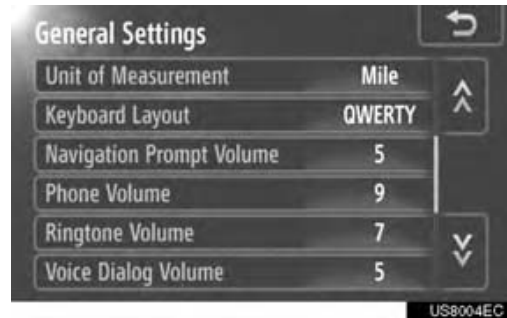 General Settings
Unit of Measurement Mile
Keyboard Layout QWERTY
Navigation Prompt Volume 5
Phone Volume 9
Ringtone Volume 7
Voice Dialog Volume 5
US8004EC